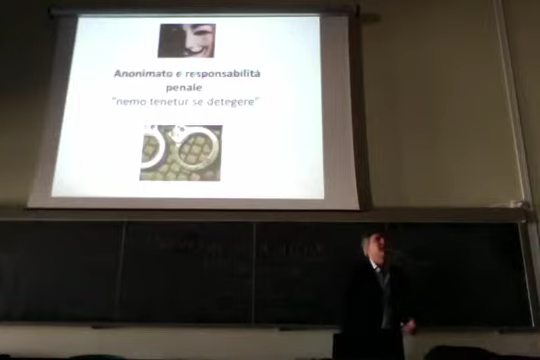 Anonimato e responsabilità
penale
"nemo tenetur se detegere"